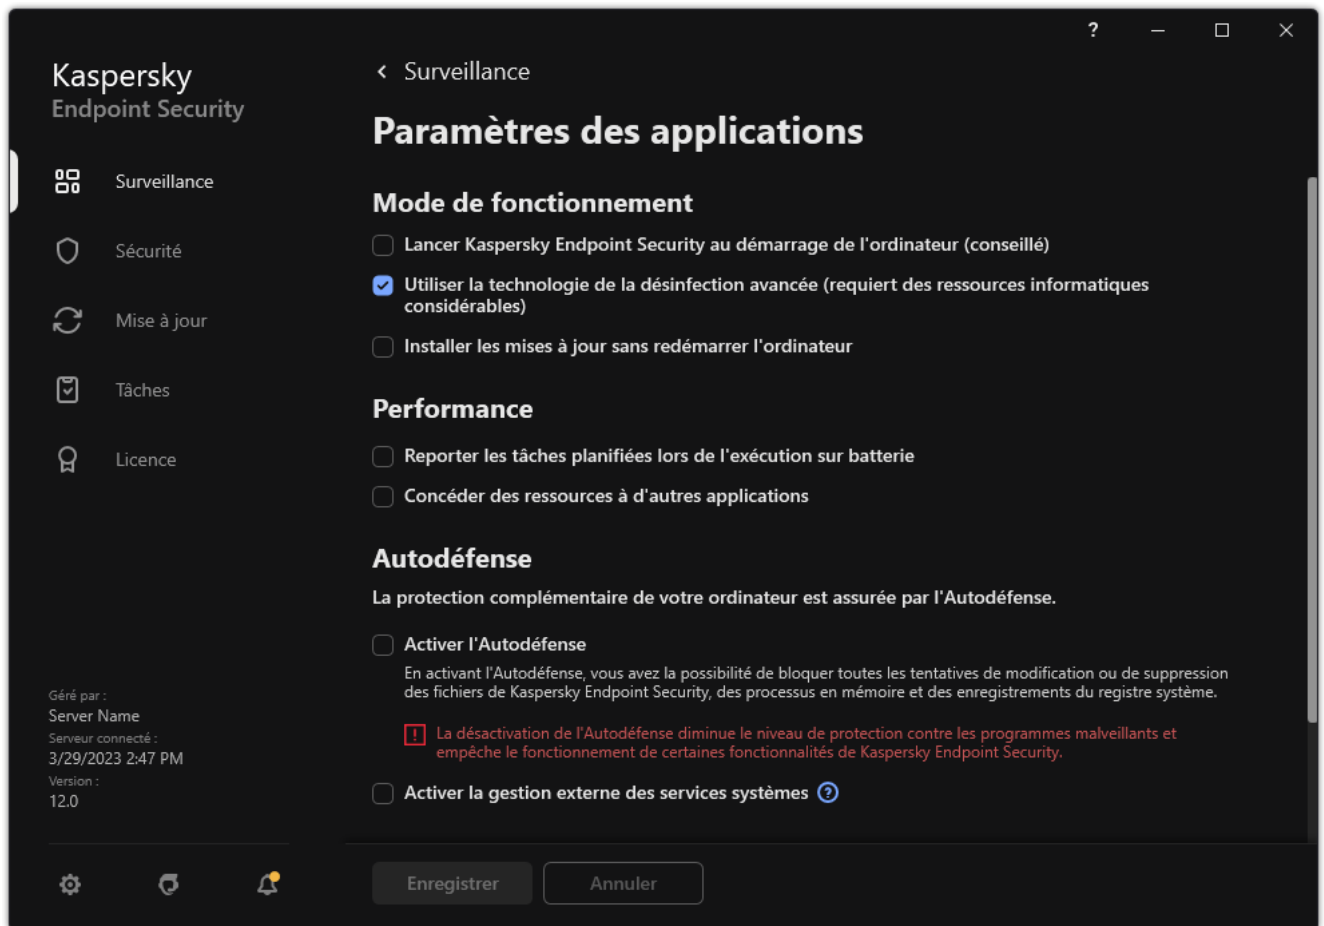 ?
Kaspersky
Endpoint Security
Surveillance
Sécurité
Mise à jour
Tâches
Licence
Géré par :
Server Name
Serveur connecté :
3/29/2023 2:47 PM
Version :
12.0
Surveillance
Paramètres des applications
Mode de fonctionnement
Lancer Kaspersky Endpoint Security au démarrage de l'ordinateur (conseillé)
Utiliser la technologie de la désinfection avancée (requiert des ressources informatiques
considérables)
Installer les mises à jour sans redémarrer l'ordinateur
Performance
Reporter les tâches planifiées lors de l'exécution sur batterie
Concéder des ressources à d'autres applications
Autodéfense
La protection complémentaire de votre ordinateur est assurée par l'Autodéfense.
Activer l'Autodéfense
En activant l'Autodéfense, vous avez la possibilité de bloquer toutes les tentatives de modification ou de suppression
des fichiers de Kaspersky Endpoint Security, des processus en mémoire et des enregistrements du registre système.
! La désactivation de l'Autodéfense diminue le niveau de protection contre les programmes malveillants et
empêche le fonctionnement de certaines fonctionnalités de Kaspersky Endpoint Security.
Activer la gestion externe des services systèmes ?
Enregistrer
Annuler